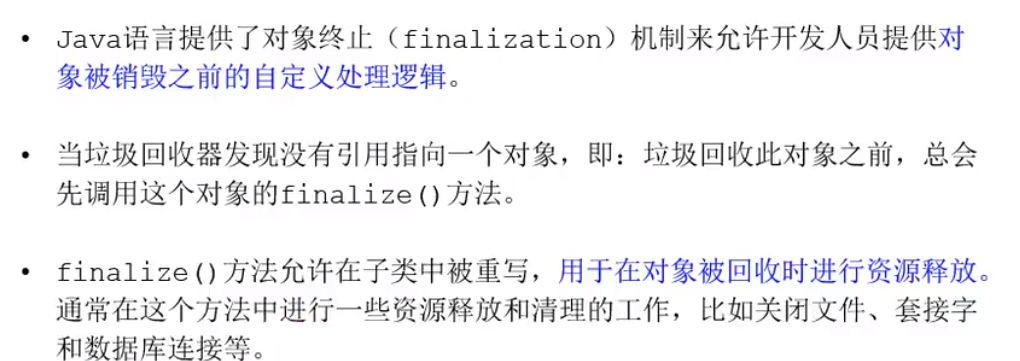 • Java语言提供了对象终止（finalization）机制来允许开发人员提供对
象被销毁之前的自定义处理逻辑。
• 当垃圾回收器发现没有引用指向一个对象，即：垃圾回收此对象之前，总会
先调用这个对象的finalize()方法。
• finalize()方法允许在子类中被重写，用于在对象被回收时进行资源释放。
通常在这个方法中进行一些资源释放和清理的工作，比如关闭文件、套接字
和数据库连接等。